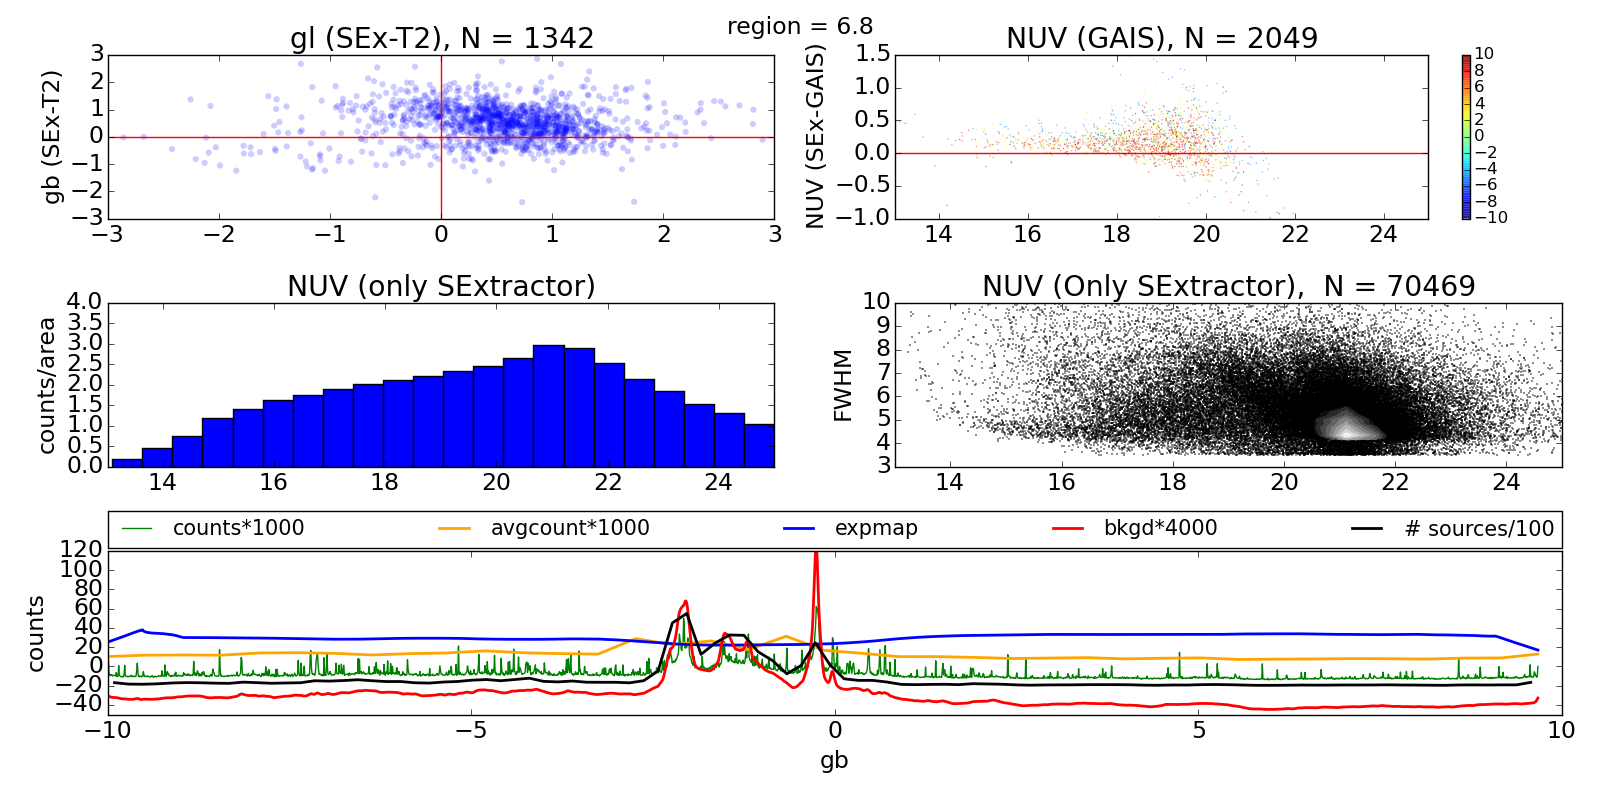 region = 6.8
gl (SEx-T2), N = 1342
gb (SEx-T2)
3
2
1
0
−1
−2
−3
−3 −2 −1 0 1 2 3
NUV (GAIS), N = 2049
NUV (SEx-GAIS)
1.5
1.0
0.5
0.0
−0.5
−1.0
14 16 18 20 22 24
10
8
6
4
2
0
−2
−4
−6
−8
−10
NUV (only SExtractor)
counts/area
4.0
3.5
3.0
2.5
2.0
1.5
1.0
0.5
0.0
14 16 18 20 22 24
NUV (Only SExtractor), N = 70469
FWHM
10
9
8
7
6
5
4
3
14 16 18 20 22 24
counts*1000 avgcount*1000 expmap bkgd*4000 # sources/100
counts
120
100
80
60
40
20
0
−20
−40
−10 −5 0 5 10
gb